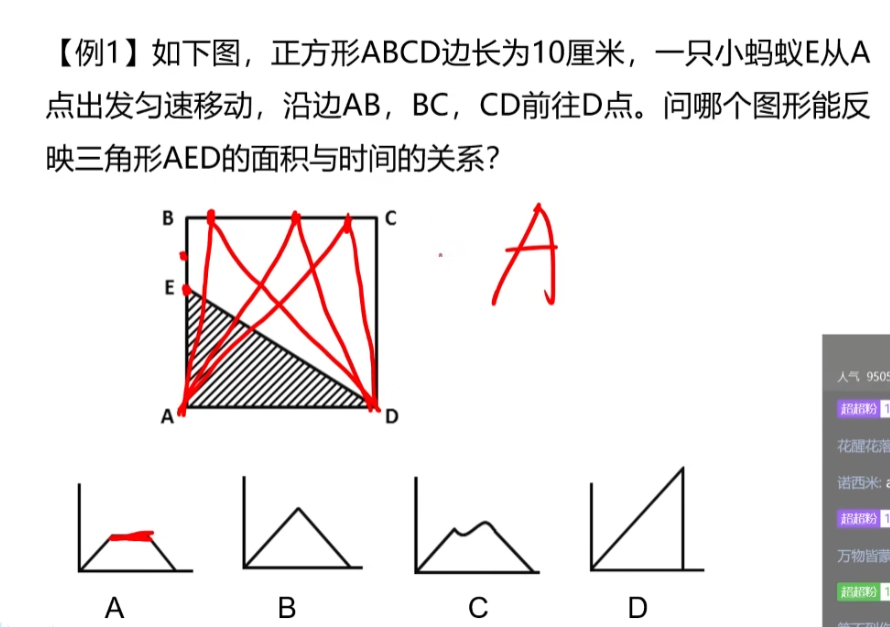 【例1】如下图，正方形ABCD边长为10厘米，一只小蚂蚁E从A
点出发匀速移动，沿边AB，BC，CD前往D点。问哪个图形能反
映三角形AED的面积与时间的关系？
B
C
A
E
A
D
人气 9505
超超粉 1
花醒花落
诺西米: a
超超粉 1
万物皆蒙
超超粉 1
A
B
C
D